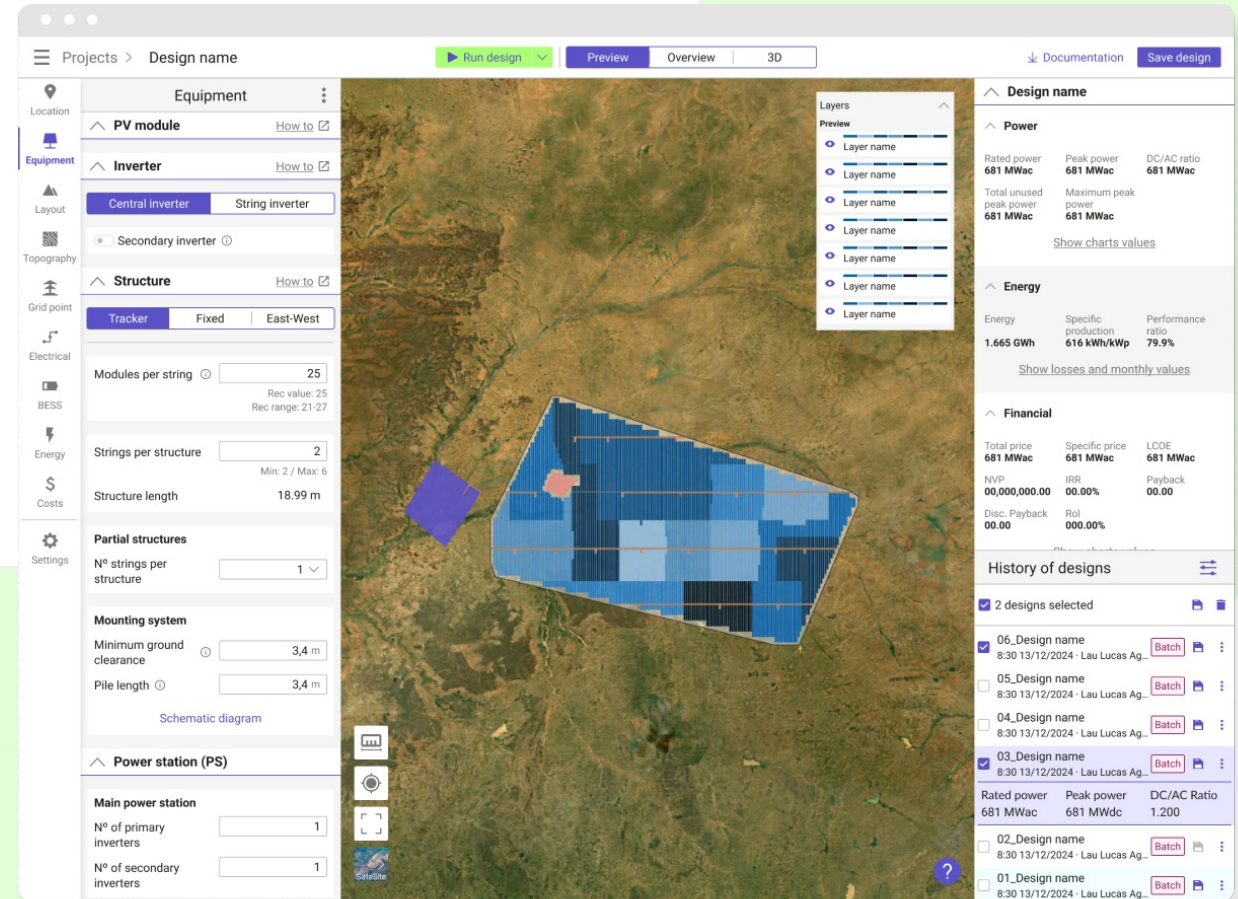 Projects > Design name
Run design
Preview
Overview
3D
Documentation
Save design
Location
Equipment
Layout
Topography
Grid point
Electrical
BESS
Energy
Costs
Settings
Equipment
PV module
How to
Inverter
How to
Central inverter
String inverter
Secondary inverter
Structure
How to
Tracker
Fixed
East-West
Modules per string
25
Rec value: 25
Rec range: 21-27
Strings per structure
2
Min: 2 / Max: 6
Structure length
18.99 m
Partial structures
Nº strings per
structure
1
Mounting system
Minimum ground
clearance
3,4 m
Pile length
3,4 m
Schematic diagram
Power station (PS)
Main power station
Nº of primary
inverters
1
Nº of secondary
inverters
1
Layers
Preview
Layer name
Layer name
Layer name
Layer name
Layer name
Layer name
Layer name
Satellite
?
Design name
Power
Rated power Peak power DC/AC ratio
681 MWac 681 MWac 681 MWac
Total unused Maximum peak
peak power power
681 MWac 681 MWac
Show charts values
Energy
Energy Specific Performance
production ratio
1.665 GWh 616 kWh/kWp 79.9%
Show losses and monthly values
Financial
Total price Specific price LCOE
681 MWac 681 MWac 681 MWac
NVP IRR Payback
00,000,000.00 00.00% 00.00
Disc. Payback RoI
00.00 000.00%
History of designs
2 designs selected
06_Design name
8:30 13/12/2024 · Lau Lucas Ag...
Batch
05_Design name
8:30 13/12/2024 · Lau Lucas Ag...
Batch
04_Design name
8:30 13/12/2024 · Lau Lucas Ag...
Batch
03_Design name
8:30 13/12/2024 · Lau Lucas Ag...
Batch
Rated power Peak power DC/AC Ratio
681 MWac 681 MWdc 1.200
02_Design name
8:30 13/12/2024 · Lau Lucas Ag...
Batch
01_Design name
8:30 13/12/2024 · Lau Lucas Ag...
Batch